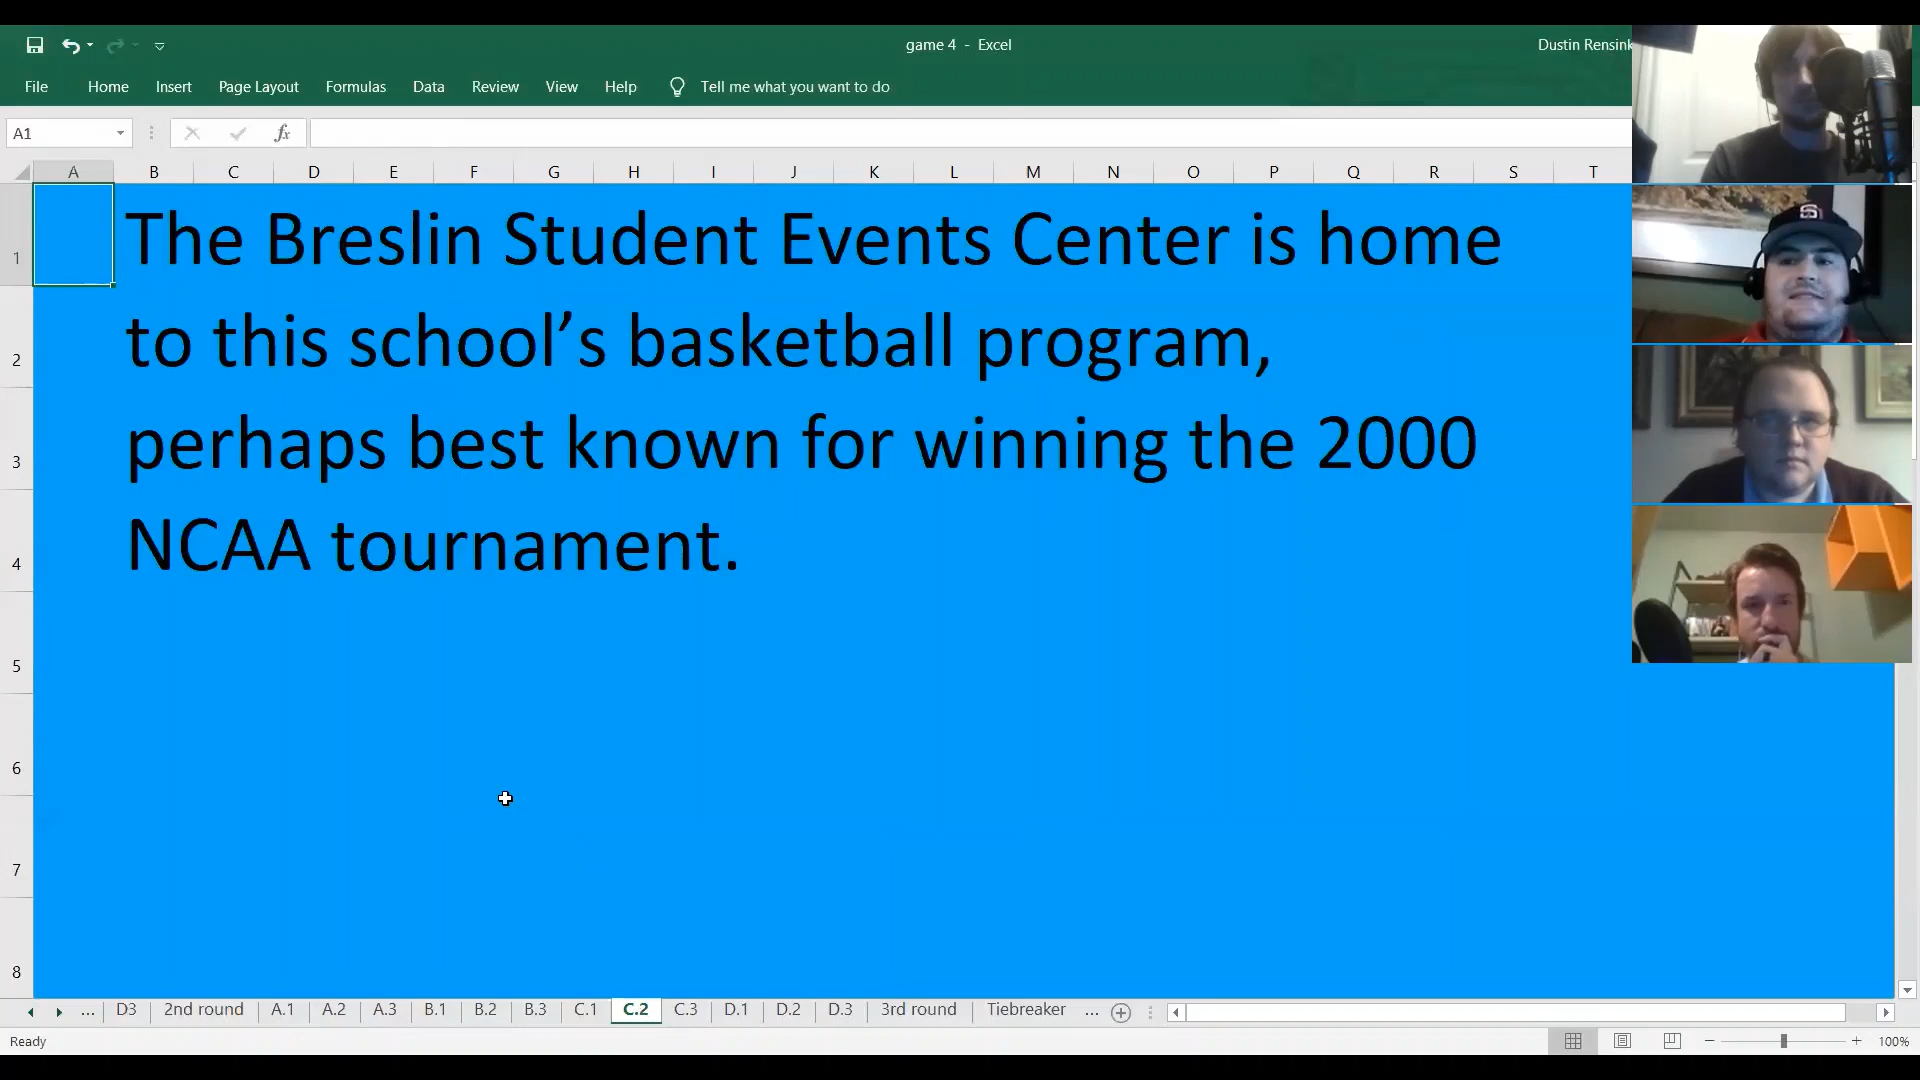 game 4 - Excel
Dustin Rensink
File Home Insert Page Layout Formulas Data Review View Help Tell me what you want to do
A1
fx
A B C D E F G H I J K L M N O P Q R S T
1 The Breslin Student Events Center is home
2 to this school’s basketball program,
3 perhaps best known for winning the 2000
4 NCAA tournament.
5
6
7
8
... D3 2nd round A.1 A.2 A.3 B.1 B.2 B.3 C.1 C.2 C.3 D.1 D.2 D.3 3rd round Tiebreaker ...
Ready
100%